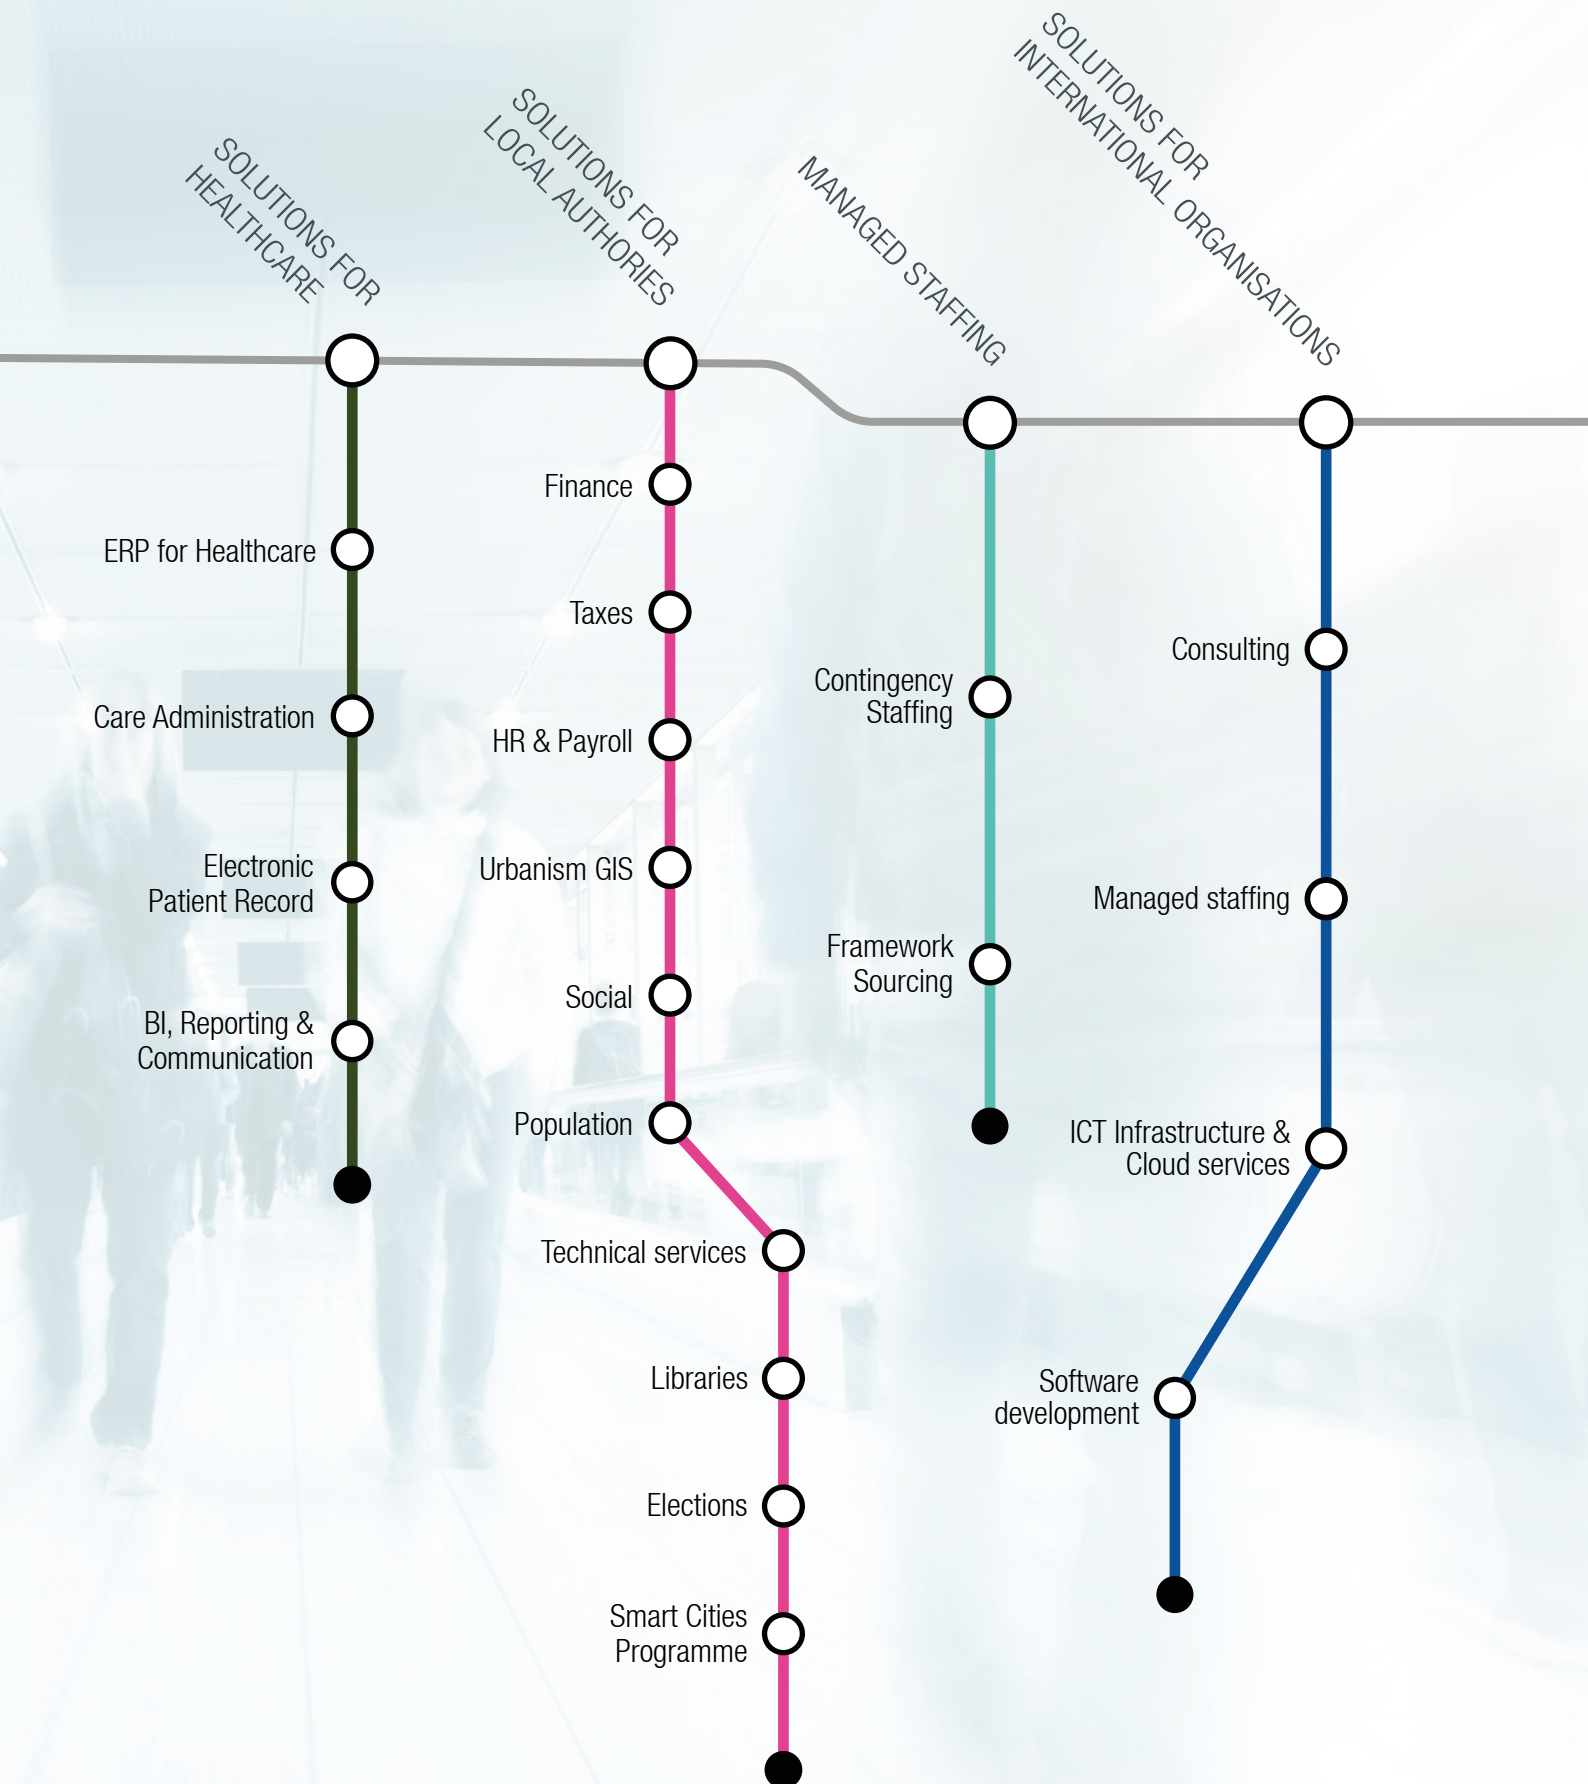 SOLUTIONS FOR
HEALTHCARE
ERP for Healthcare
Care Administration
Electronic
Patient Record
BI, Reporting &
Communication
SOLUTIONS FOR
LOCAL AUTHORIES
Finance
Taxes
HR & Payroll
Urbanism GIS
Social
Population
Technical services
Libraries
Elections
Smart Cities
Programme
MANAGED STAFFING
Contingency
Staffing
Framework
Sourcing
SOLUTIONS FOR
INTERNATIONAL ORGANISATIONS
Consulting
Managed staffing
ICT Infrastructure &
Cloud services
Software
development